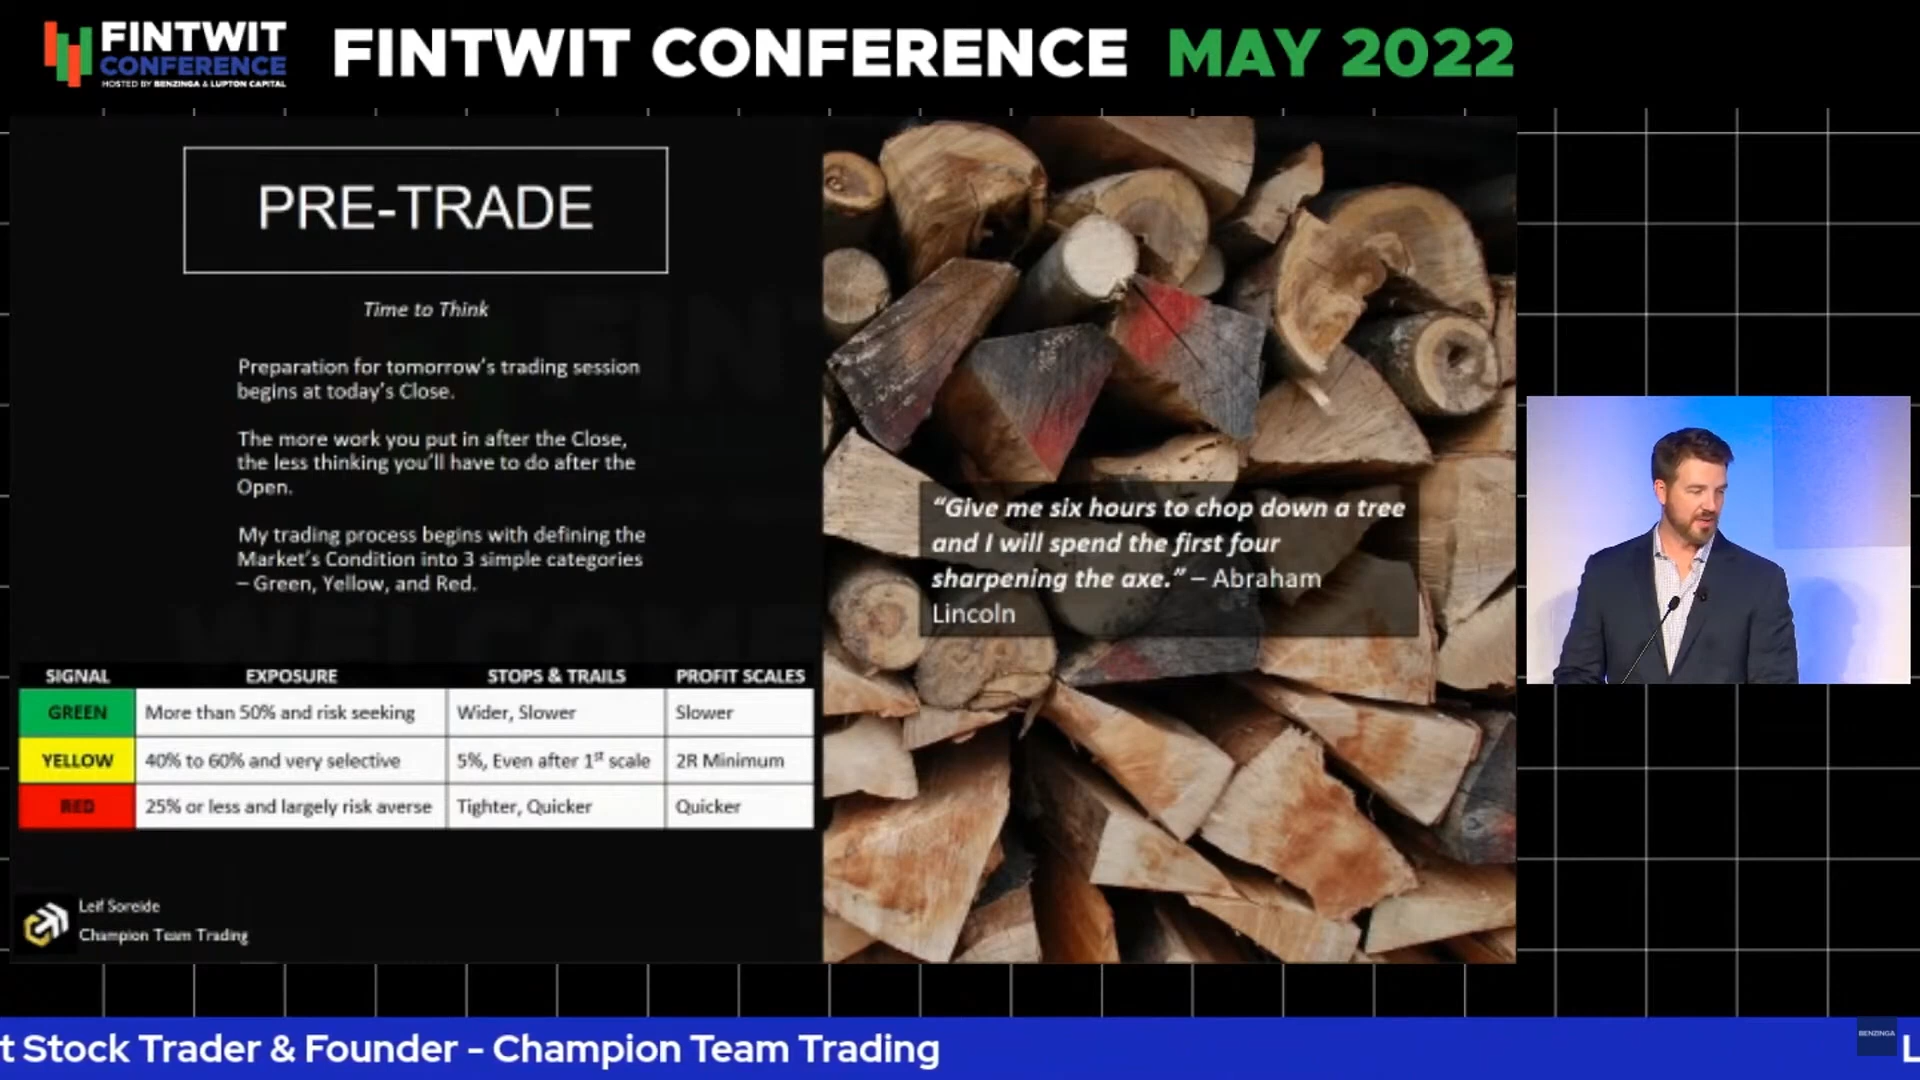 FINTWIT
CONFERENCE
HOSTED BY BENZINGA & LUPTON CAPITAL
FINTWIT CONFERENCE MAY 2022
PRE-TRADE
Time to Think
Preparation for tomorrow's trading session
begins at today's Close.
The more work you put in after the Close,
the less thinking you'll have to do after the
Open.
My trading process begins with defining the
Market's Condition into 3 simple categories
– Green, Yellow, and Red.
SIGNAL EXPOSURE STOPS & TRAILS PROFIT SCALES
GREEN More than 50% and risk seeking Wider, Slower Slower
YELLOW 40% to 60% and very selective 5%, Even after 1st scale 2R Minimum
RED 25% or less and largely risk averse Tighter, Quicker Quicker
Leif Soreide
Champion Team Trading
“Give me six hours to chop down a tree
and I will spend the first four
sharpening the axe.” – Abraham
Lincoln
t Stock Trader & Founder - Champion Team Trading
BENZINGA
L